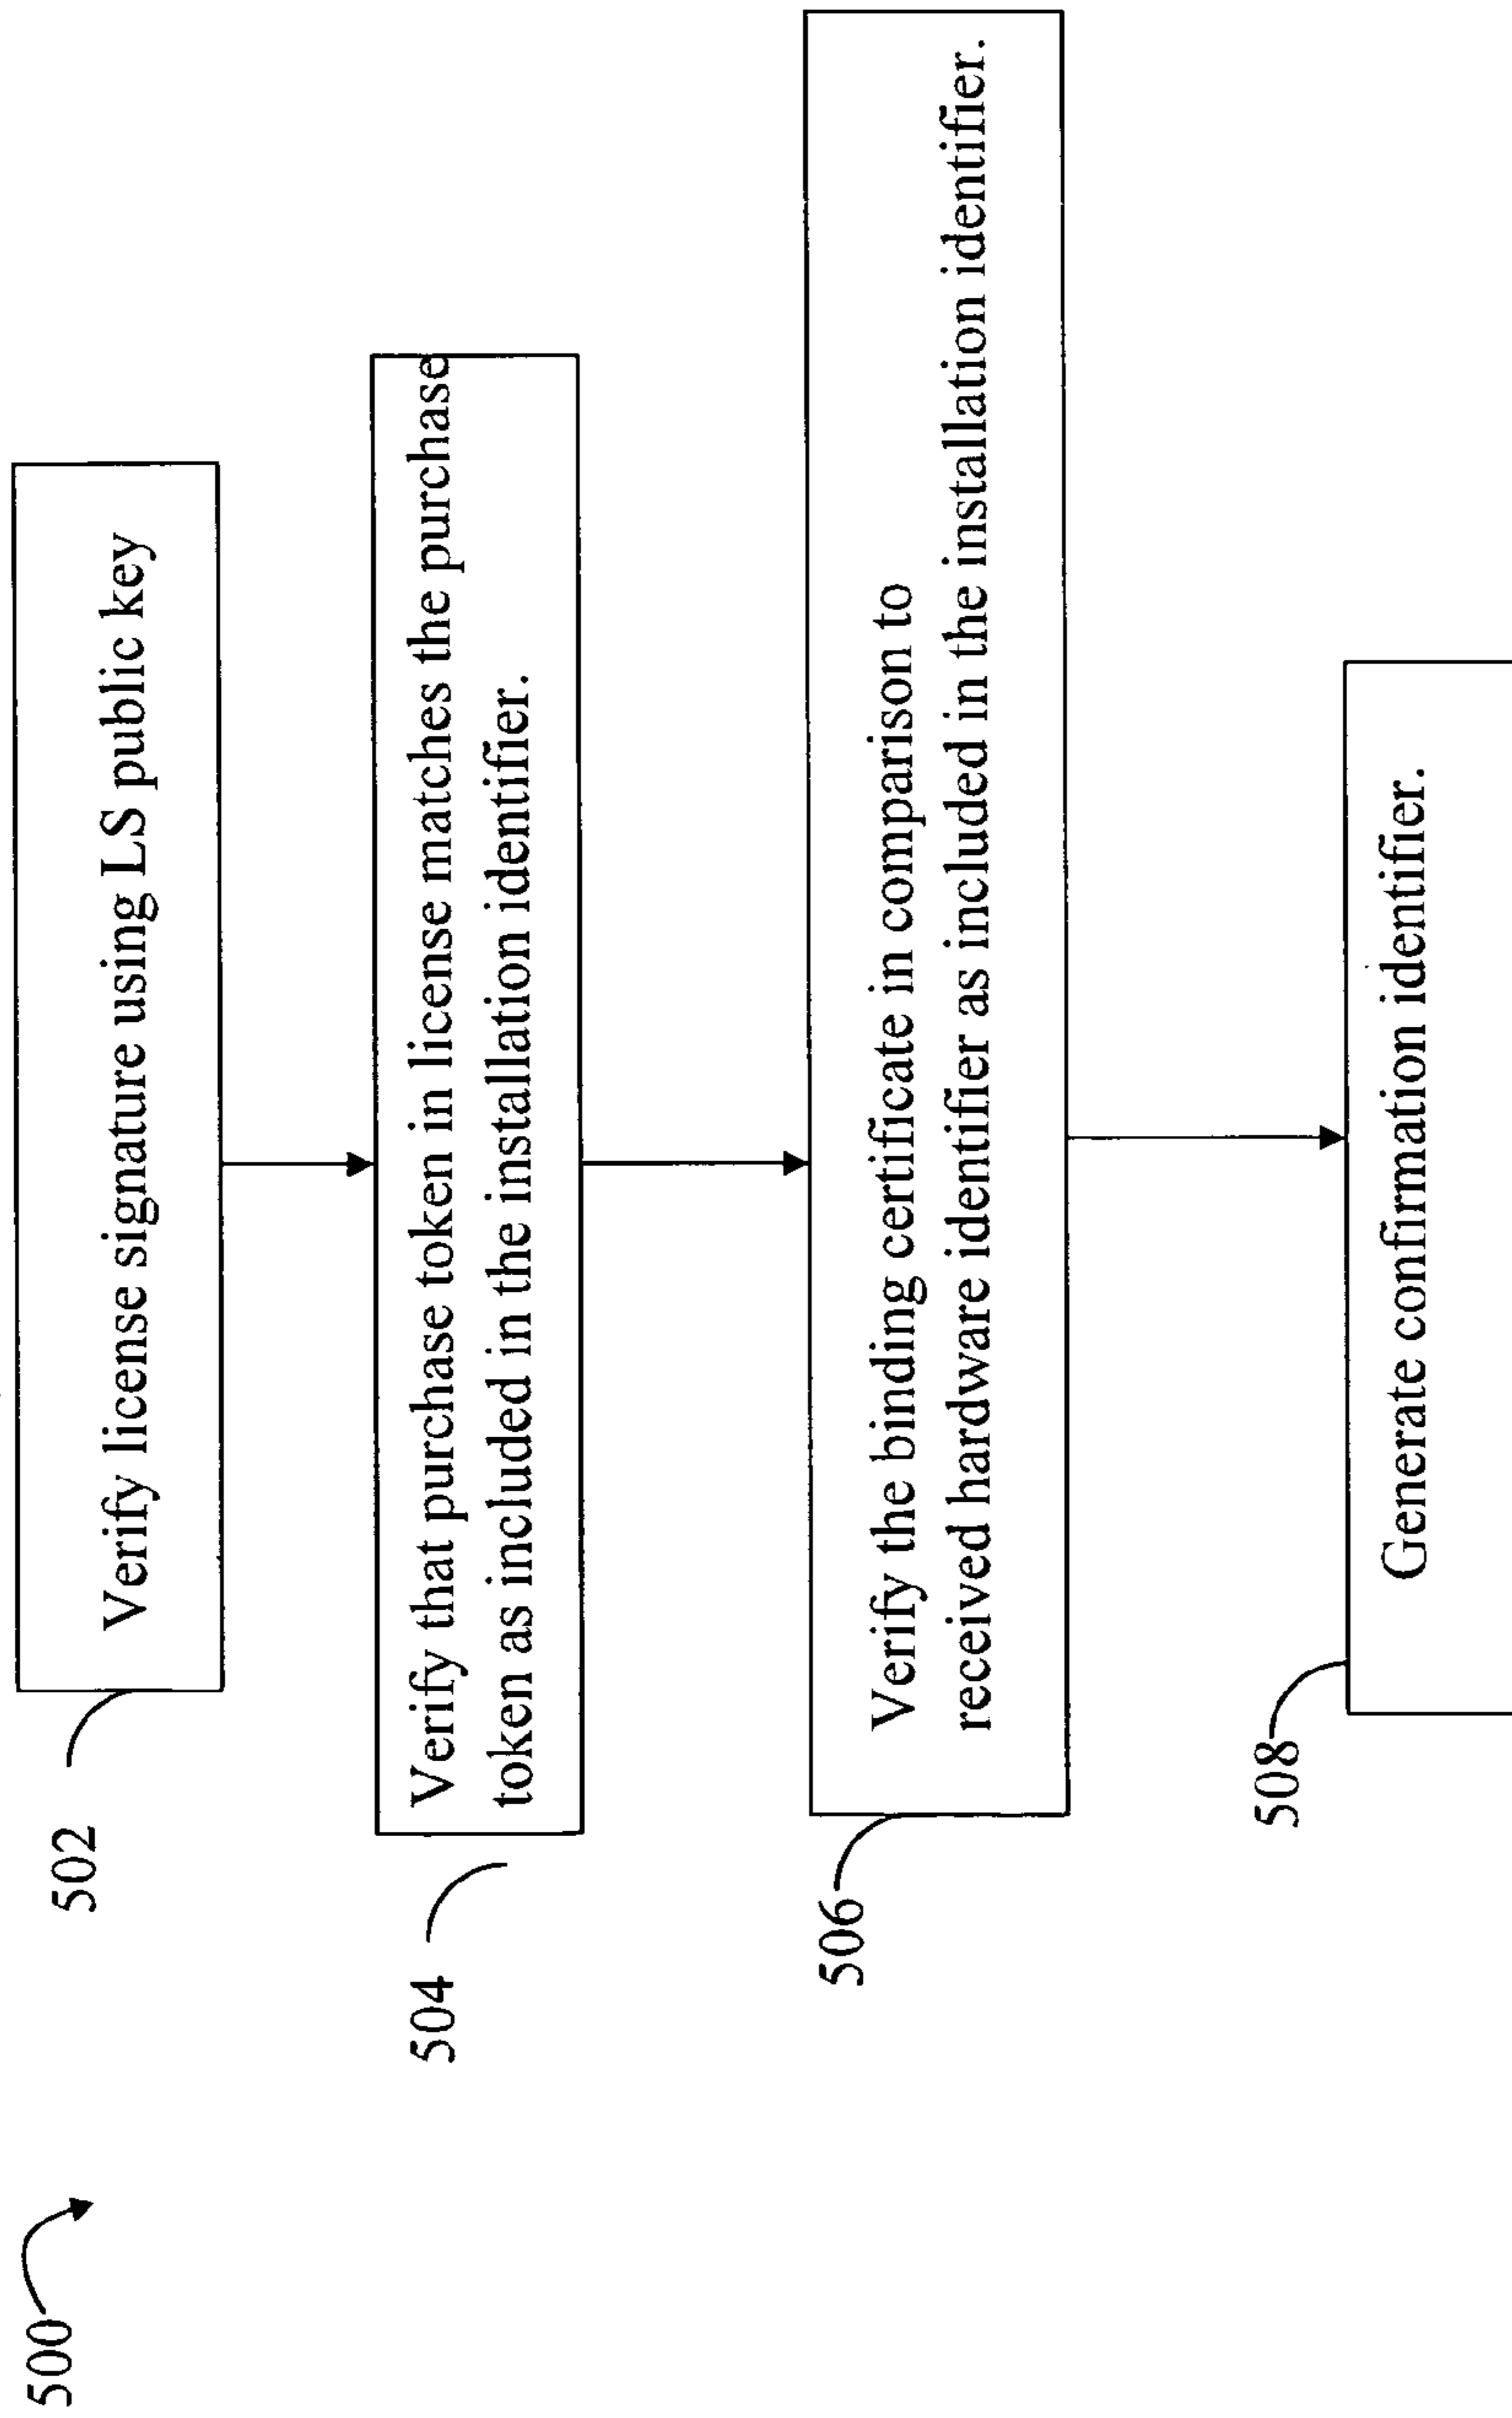 500
502
Verify license signature using LS public key
504
Verify that purchase token in license matches the purchase
token as included in the installation identifier.
506
Verify the binding certificate in comparison to
received hardware identifier as included in the installation identifier.
508
Generate confirmation identifier.